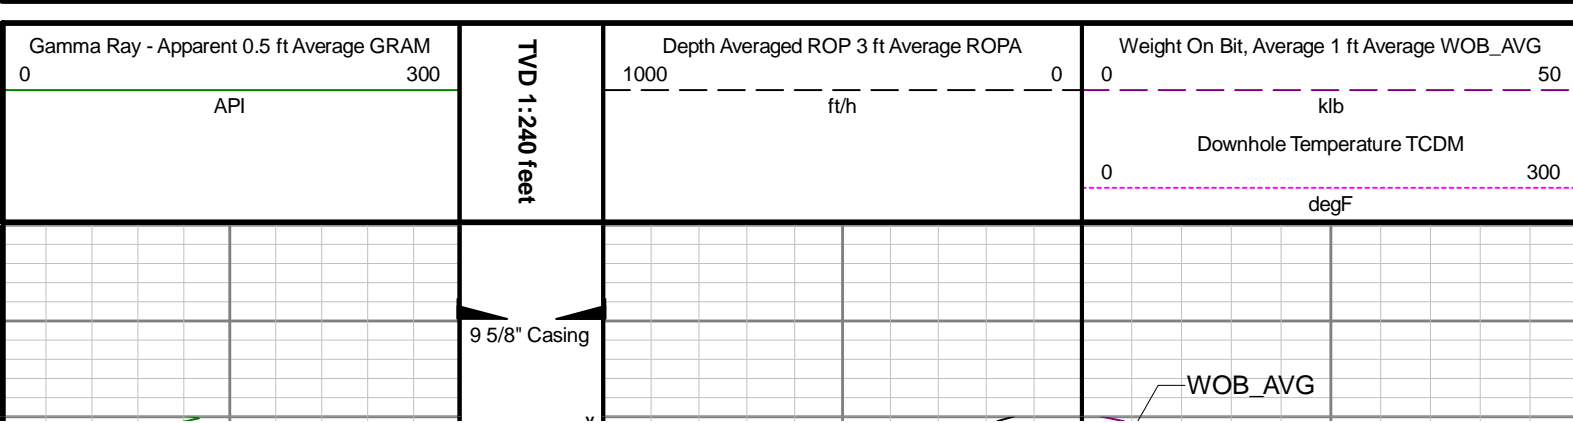 Gamma Ray - Apparent 0.5 ft Average GRAM
0 300
API
TVD 1:240 feet
Depth Averaged ROP 3 ft Average ROPA
1000 0
ft/h
Weight On Bit, Average 1 ft Average WOB_AVG
0 50
klb
Downhole Temperature TCDM
0 300
degF
9 5/8" Casing
WOB_AVG